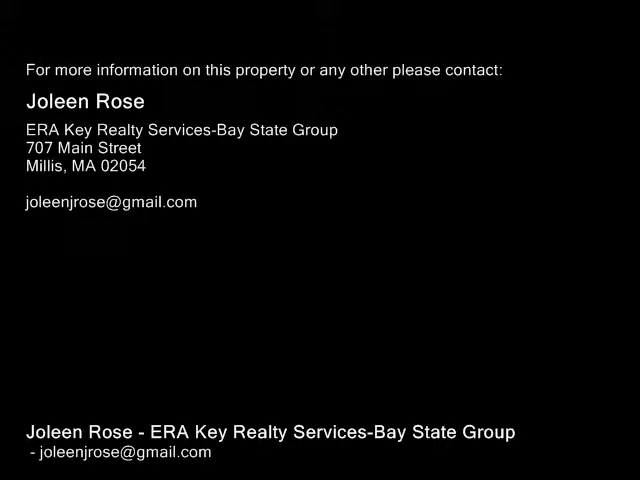 For more information on this property or any other please contact:
Joleen Rose
ERA Key Realty Services-Bay State Group
707 Main Street
Millis, MA 02054
joleenjrose@gmail.com
Joleen Rose - ERA Key Realty Services-Bay State Group
- joleenjrose@gmail.com